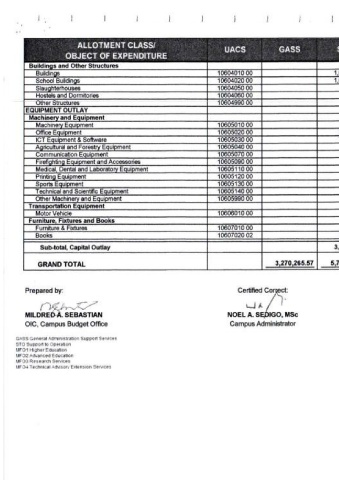 ALLOTMENT CLASS/ OBJECT OF EXPENDITURE UACS GASS
Buildings and Other Structures
Buildings 10604010 00 1,
School Buildings 10604020 00 1,
Slaughterhouses 10604050 00
Hostels and Dormitories 10604060 00
Other Structures 10604990 00
EQUIPMENT OUTLAY
Machinery and Equipment
Machinery Equipment 10605010 00
Office Equipment 10605020 00
ICT Equipment & Software 10605030 00
Agricultural and Forestry Equipment 10605040 00
Communication Equipment 10605070 00
Firefighting Equipment and Accessories 10605090 00
Medical, Dental and Laboratory Equipment 10605110 00
Printing Equipment 10605120 00
Sports Equipment 10605130 00
Technical and Scientific Equipment 10605140 00
Other Machinery and Equipment 10605990 00
Transportation Equipment
Motor Vehicle 10606010 00
Furniture, Fixtures and Books
Furniture & Fixtures 10607010 00
Books 10607020 02
Sub-total, Capital Outlay 3,
GRAND TOTAL 3,270,265.57 5,7
Prepared by: Certified Correct:
MILDRED A. SEBASTIAN NOEL A. SEDIGO, MSc
OIC, Campus Budget Office Campus Administrator
GASS General Administration Support Services
STO Support to Operation
MFO1 Higher Education
MFO2 Advanced Education
MFO3 Research Services
MFO4 Technical Advisory Extension Services